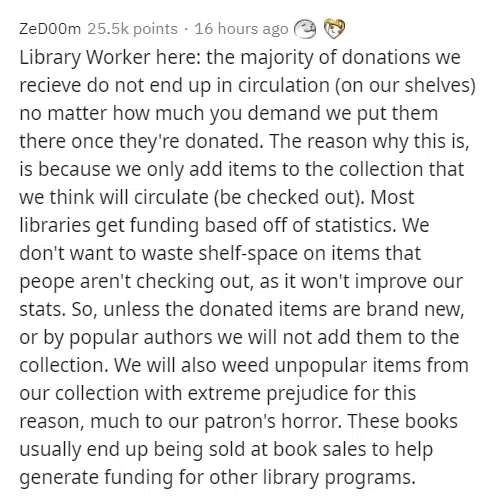 ZeD00m 25.5k points · 16 hours ago
Library Worker here: the majority of donations we
recieve do not end up in circulation (on our shelves)
no matter how much you demand we put them
there once they're donated. The reason why this is,
is because we only add items to the collection that
we think will circulate (be checked out). Most
libraries get funding based off of statistics. We
don't want to waste shelf-space on items that
peope aren't checking out, as it won't improve our
stats. So, unless the donated items are brand new,
or by popular authors we will not add them to the
collection. We will also weed unpopular items from
our collection with extreme prejudice for this
reason, much to our patron's horror. These books
usually end up being sold at book sales to help
generate funding for other library programs.